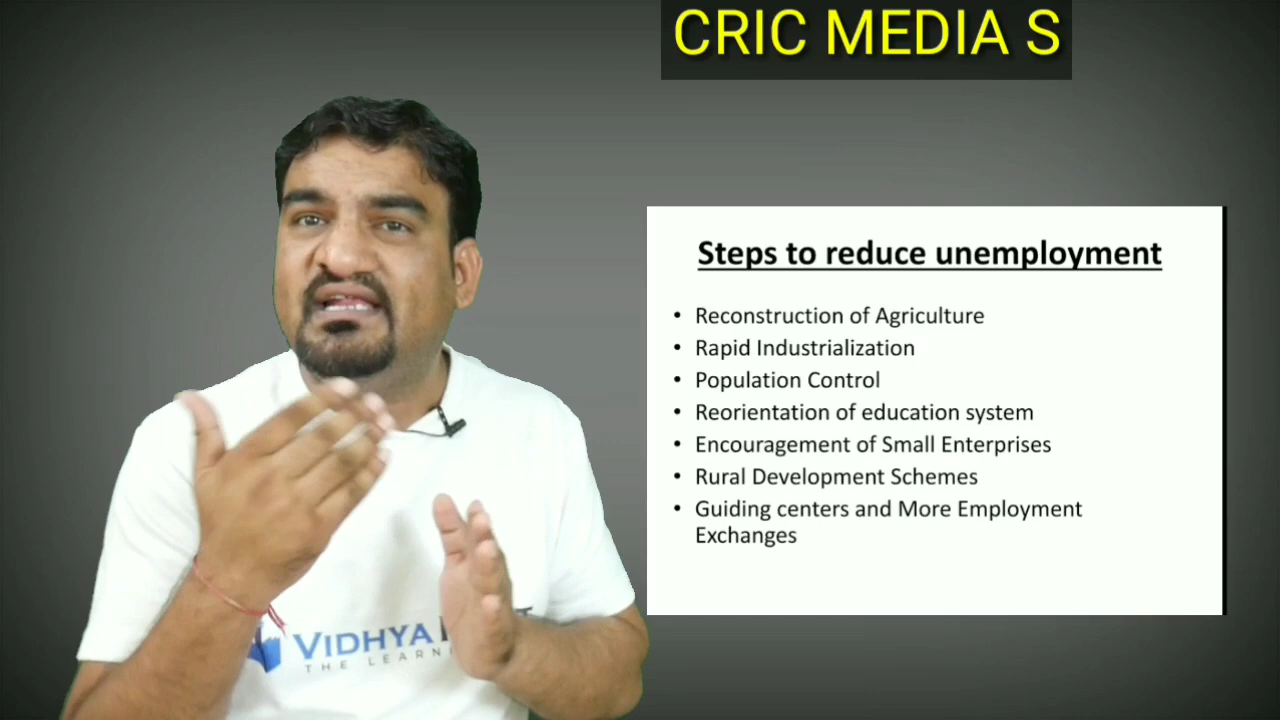 CRIC MEDIA S
Steps to reduce unemployment
• Reconstruction of Agriculture
• Rapid Industrialization
• Population Control
• Reorientation of education system
• Encouragement of Small Enterprises
• Rural Development Schemes
• Guiding centers and More Employment
Exchanges
VIDHYA
THE